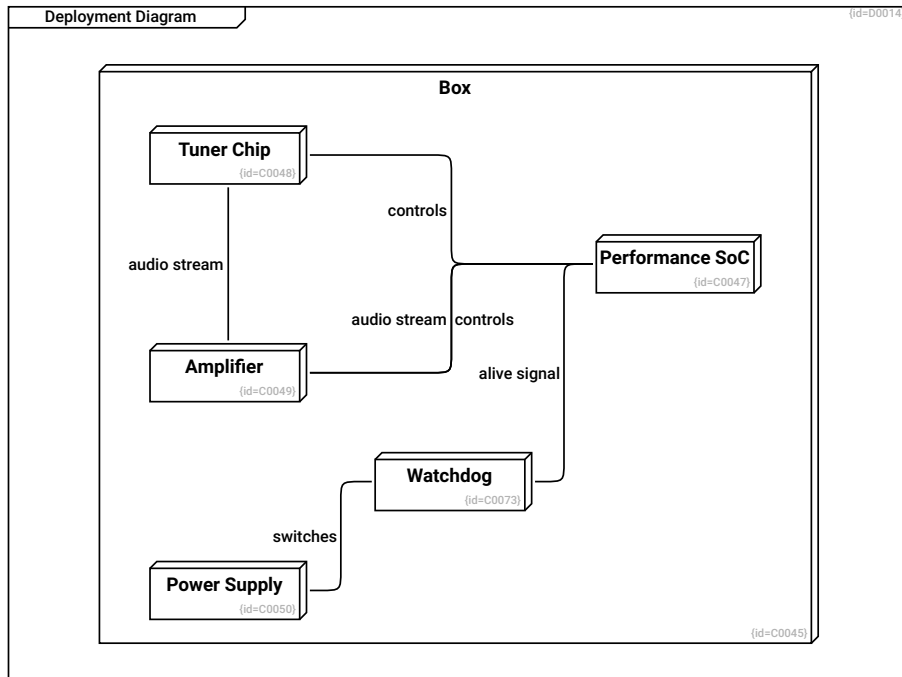 Deployment Diagram
{id=D0014}
Box
Tuner Chip
{id=C0048}
controls
Performance SoC
{id=C0047}
audio stream
audio stream
controls
Amplifier
{id=C0049}
alive signal
Watchdog
{id=C0073}
switches
Power Supply
{id=C0050}
{id=C0045}